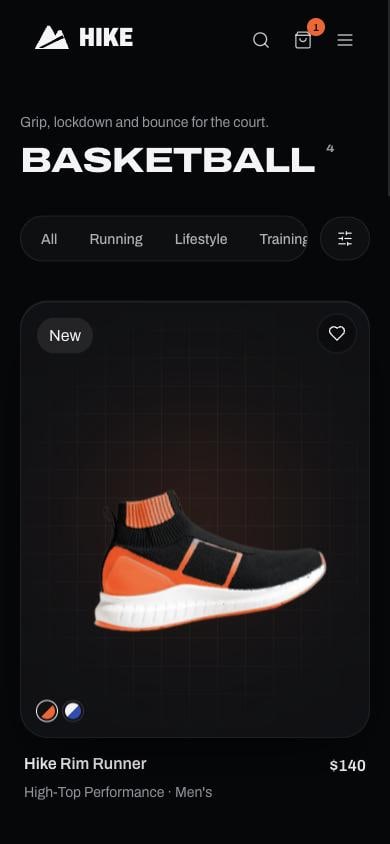 HIKE
1
Grip, lockdown and bounce for the court.
BASKETBALL 4
All Running Lifestyle Training
New
Hike Rim Runner $140
High-Top Performance · Men's